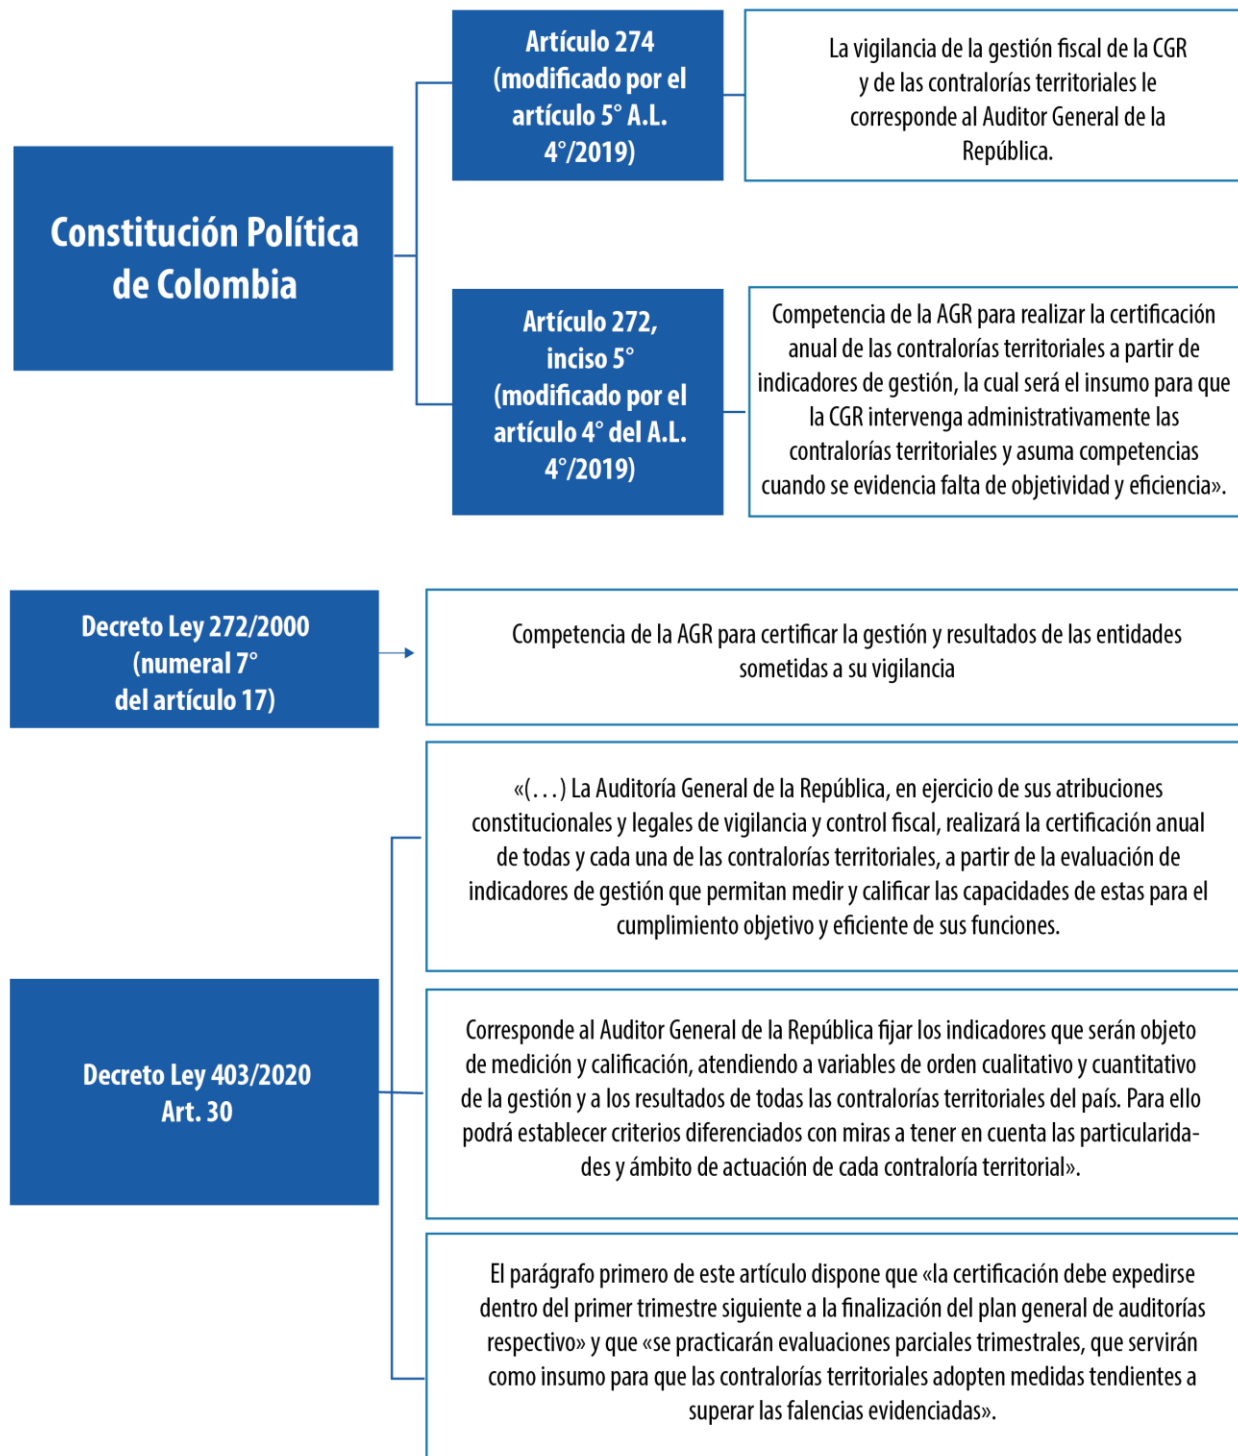 Constitución Política
de Colombia
Artículo 274
(modificado por el
artículo 5° A.L.
4°/2019)
La vigilancia de la gestión fiscal de la CGR
y de las contralorías territoriales le
corresponde al Auditor General de la
República.
Artículo 272,
inciso 5°
(modificado por el
artículo 4° del A.L.
4°/2019)
Competencia de la AGR para realizar la certificación
anual de las contralorías territoriales a partir de
indicadores de gestión, la cual será el insumo para que
la CGR intervenga administrativamente las
contralorías territoriales y asuma competencias
cuando se evidencia falta de objetividad y eficiencia».
Decreto Ley 272/2000
(numeral 7°
del artículo 17)
Competencia de la AGR para certificar la gestión y resultados de las entidades
sometidas a su vigilancia
Decreto Ley 403/2020
Art. 30
«(…) La Auditoría General de la República, en ejercicio de sus atribuciones
constitucionales y legales de vigilancia y control fiscal, realizará la certificación anual
de todas y cada una de las contralorías territoriales, a partir de la evaluación de
indicadores de gestión que permitan medir y calificar las capacidades de estas para el
cumplimiento objetivo y eficiente de sus funciones.
Corresponde al Auditor General de la República fijar los indicadores que serán objeto
de medición y calificación, atendiendo a variables de orden cualitativo y cuantitativo
de la gestión y a los resultados de todas las contralorías territoriales del país. Para ello
podrá establecer criterios diferenciados con miras a tener en cuenta las particularida-
des y ámbito de actuación de cada contraloría territorial».
El parágrafo primero de este artículo dispone que «la certificación debe expedirse
dentro del primer trimestre siguiente a la finalización del plan general de auditorías
respectivo» y que «se practicarán evaluaciones parciales trimestrales, que servirán
como insumo para que las contralorías territoriales adopten medidas tendientes a
superar las falencias evidenciadas».